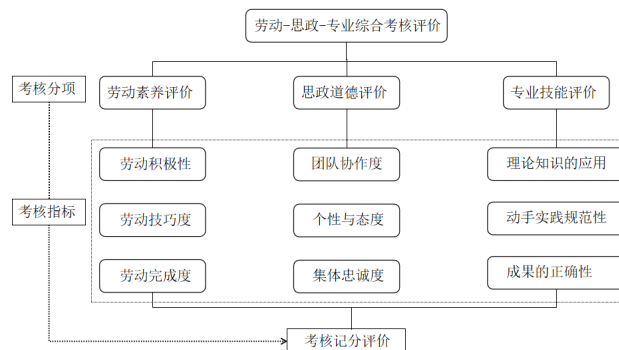 劳动-思政-专业综合考核评价
考核分项
劳动素养评价
思政道德评价
专业技能评价
劳动积极性
团队协作度
理论知识的应用
考核指标
劳动技巧度
个性与态度
动手实践规范性
劳动完成度
集体忠诚度
成果的正确性
考核记分评价